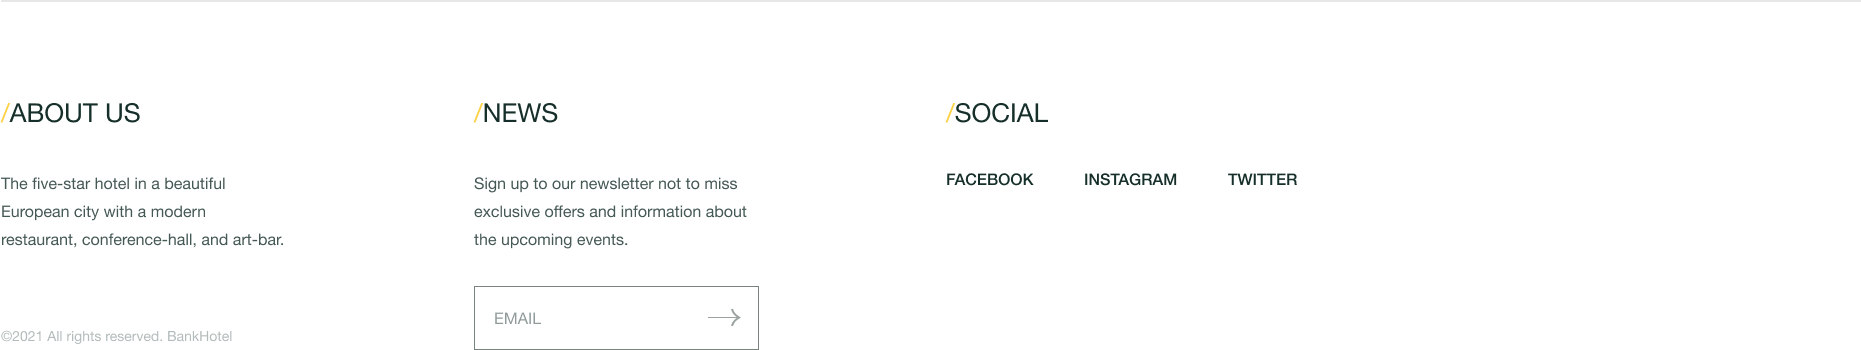 /ABOUT US
The five-star hotel in a beautiful
European city with a modern
restaurant, conference-hall, and art-bar.
©2021 All rights reserved. BankHotel
/NEWS
Sign up to our newsletter not to miss
exclusive offers and information about
the upcoming events.
EMAIL
/SOCIAL
FACEBOOK INSTAGRAM TWITTER